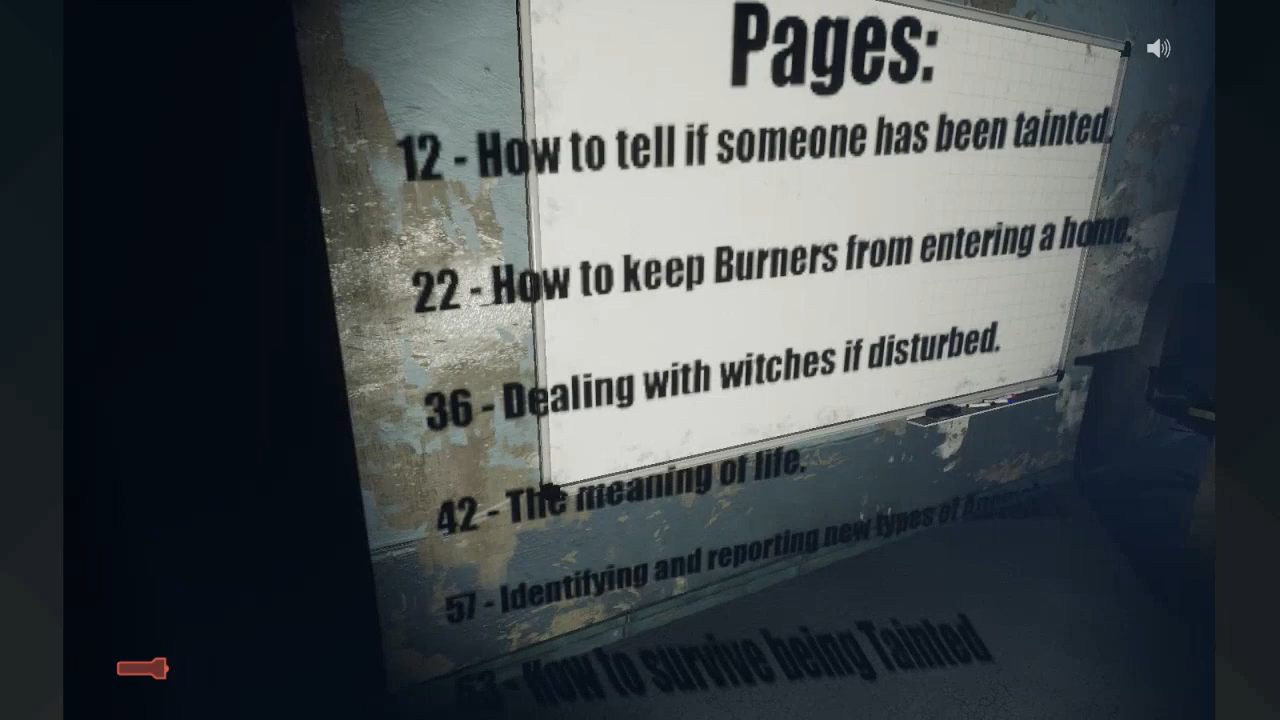 Pages:
12 - How to tell if someone has been tainted.
22 - How to keep Burners from entering a home.
36 - Dealing with witches if disturbed.
42 - The meaning of life.
57 - Identifying and reporting new types of
63 - How to survive being Tainted